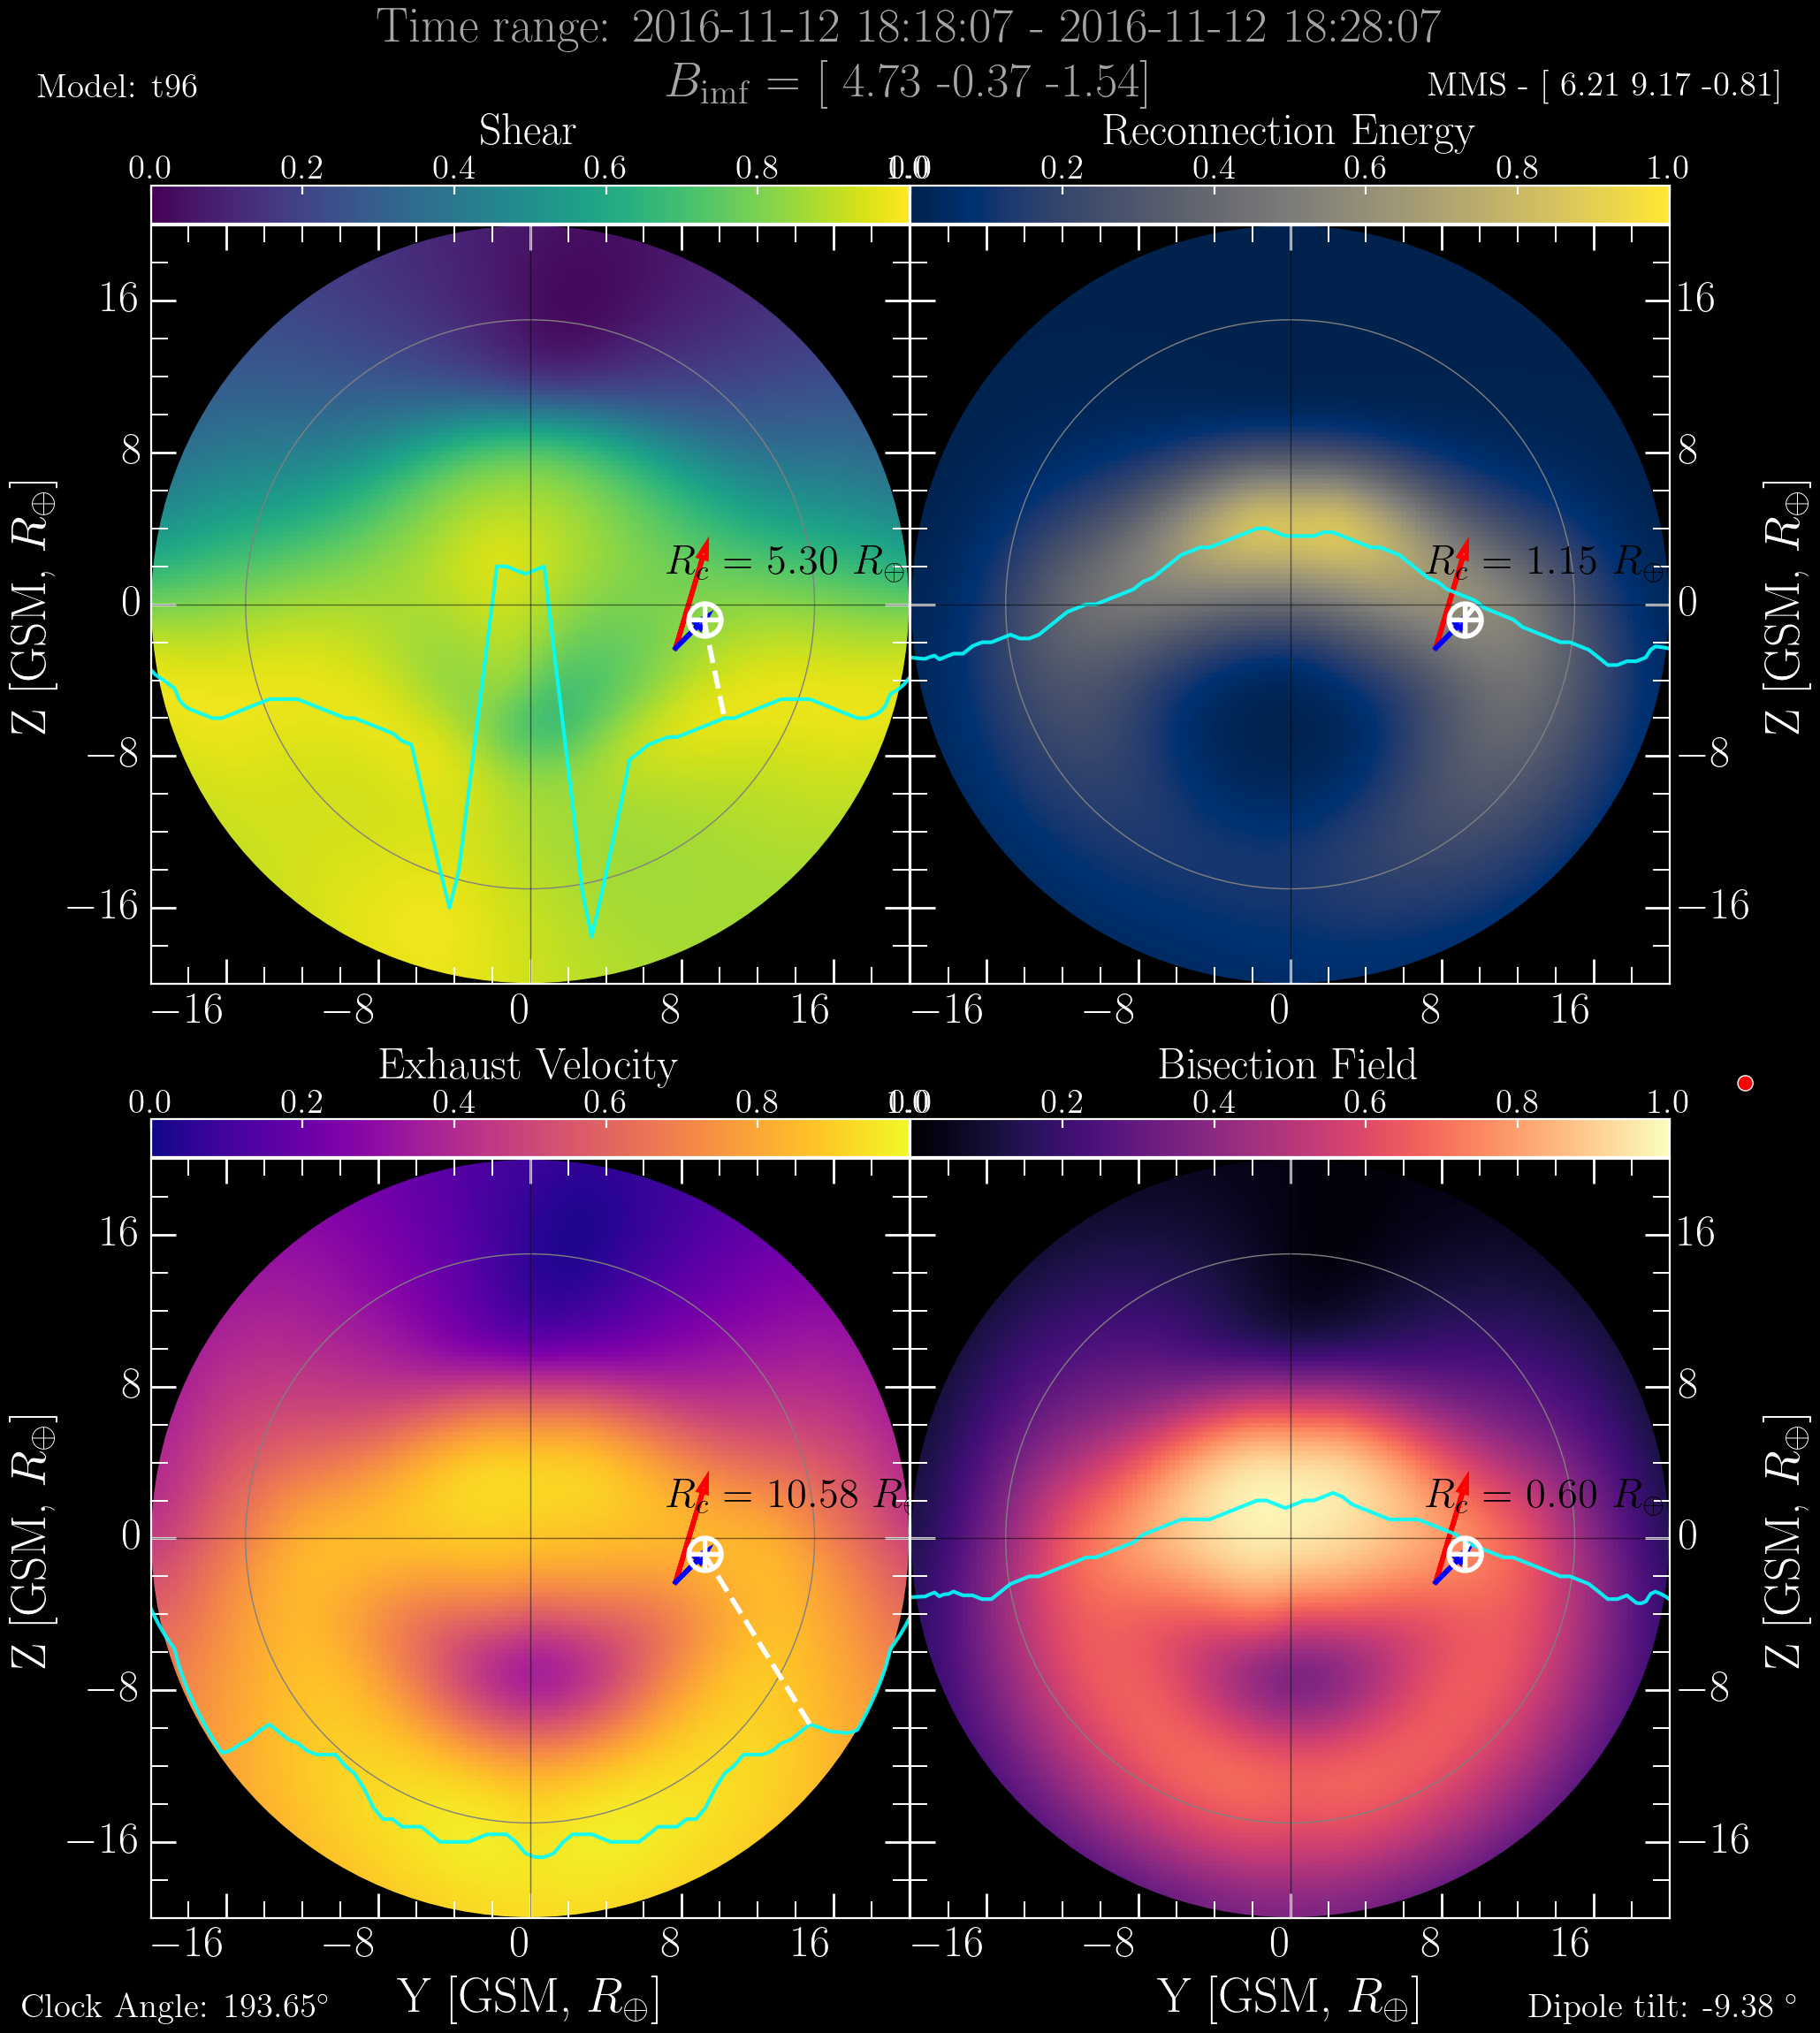 Time range: 2016-11-12 18:18:07 - 2016-11-12 18:28:07
Model: t96
B_imf = [ 4.73 -0.37 -1.54]
MMS - [ 6.21 9.17 -0.81]
Shear
Reconnection Energy
0.0 0.2 0.4 0.6 0.8 1.0
0.0 0.2 0.4 0.6 0.8 1.0
16
8
0
−8
−16
Z [GSM, R⊕]
R_c = 5.30 R⊕
R_c = 1.15 R⊕
16
8
0
−8
−16
Z [GSM, R⊕]
−16 −8 0 8 16
−16 −8 0 8 16
Exhaust Velocity
Bisection Field
0.0 0.2 0.4 0.6 0.8 1.0
0.0 0.2 0.4 0.6 0.8 1.0
16
8
0
−8
−16
Z [GSM, R⊕]
R_c = 10.58 R⊕
R_c = 0.60 R⊕
16
8
0
−8
−16
Z [GSM, R⊕]
−16 −8 0 8 16
−16 −8 0 8 16
Y [GSM, R⊕]
Y [GSM, R⊕]
Clock Angle: 193.65°
Dipole tilt: -9.38 °